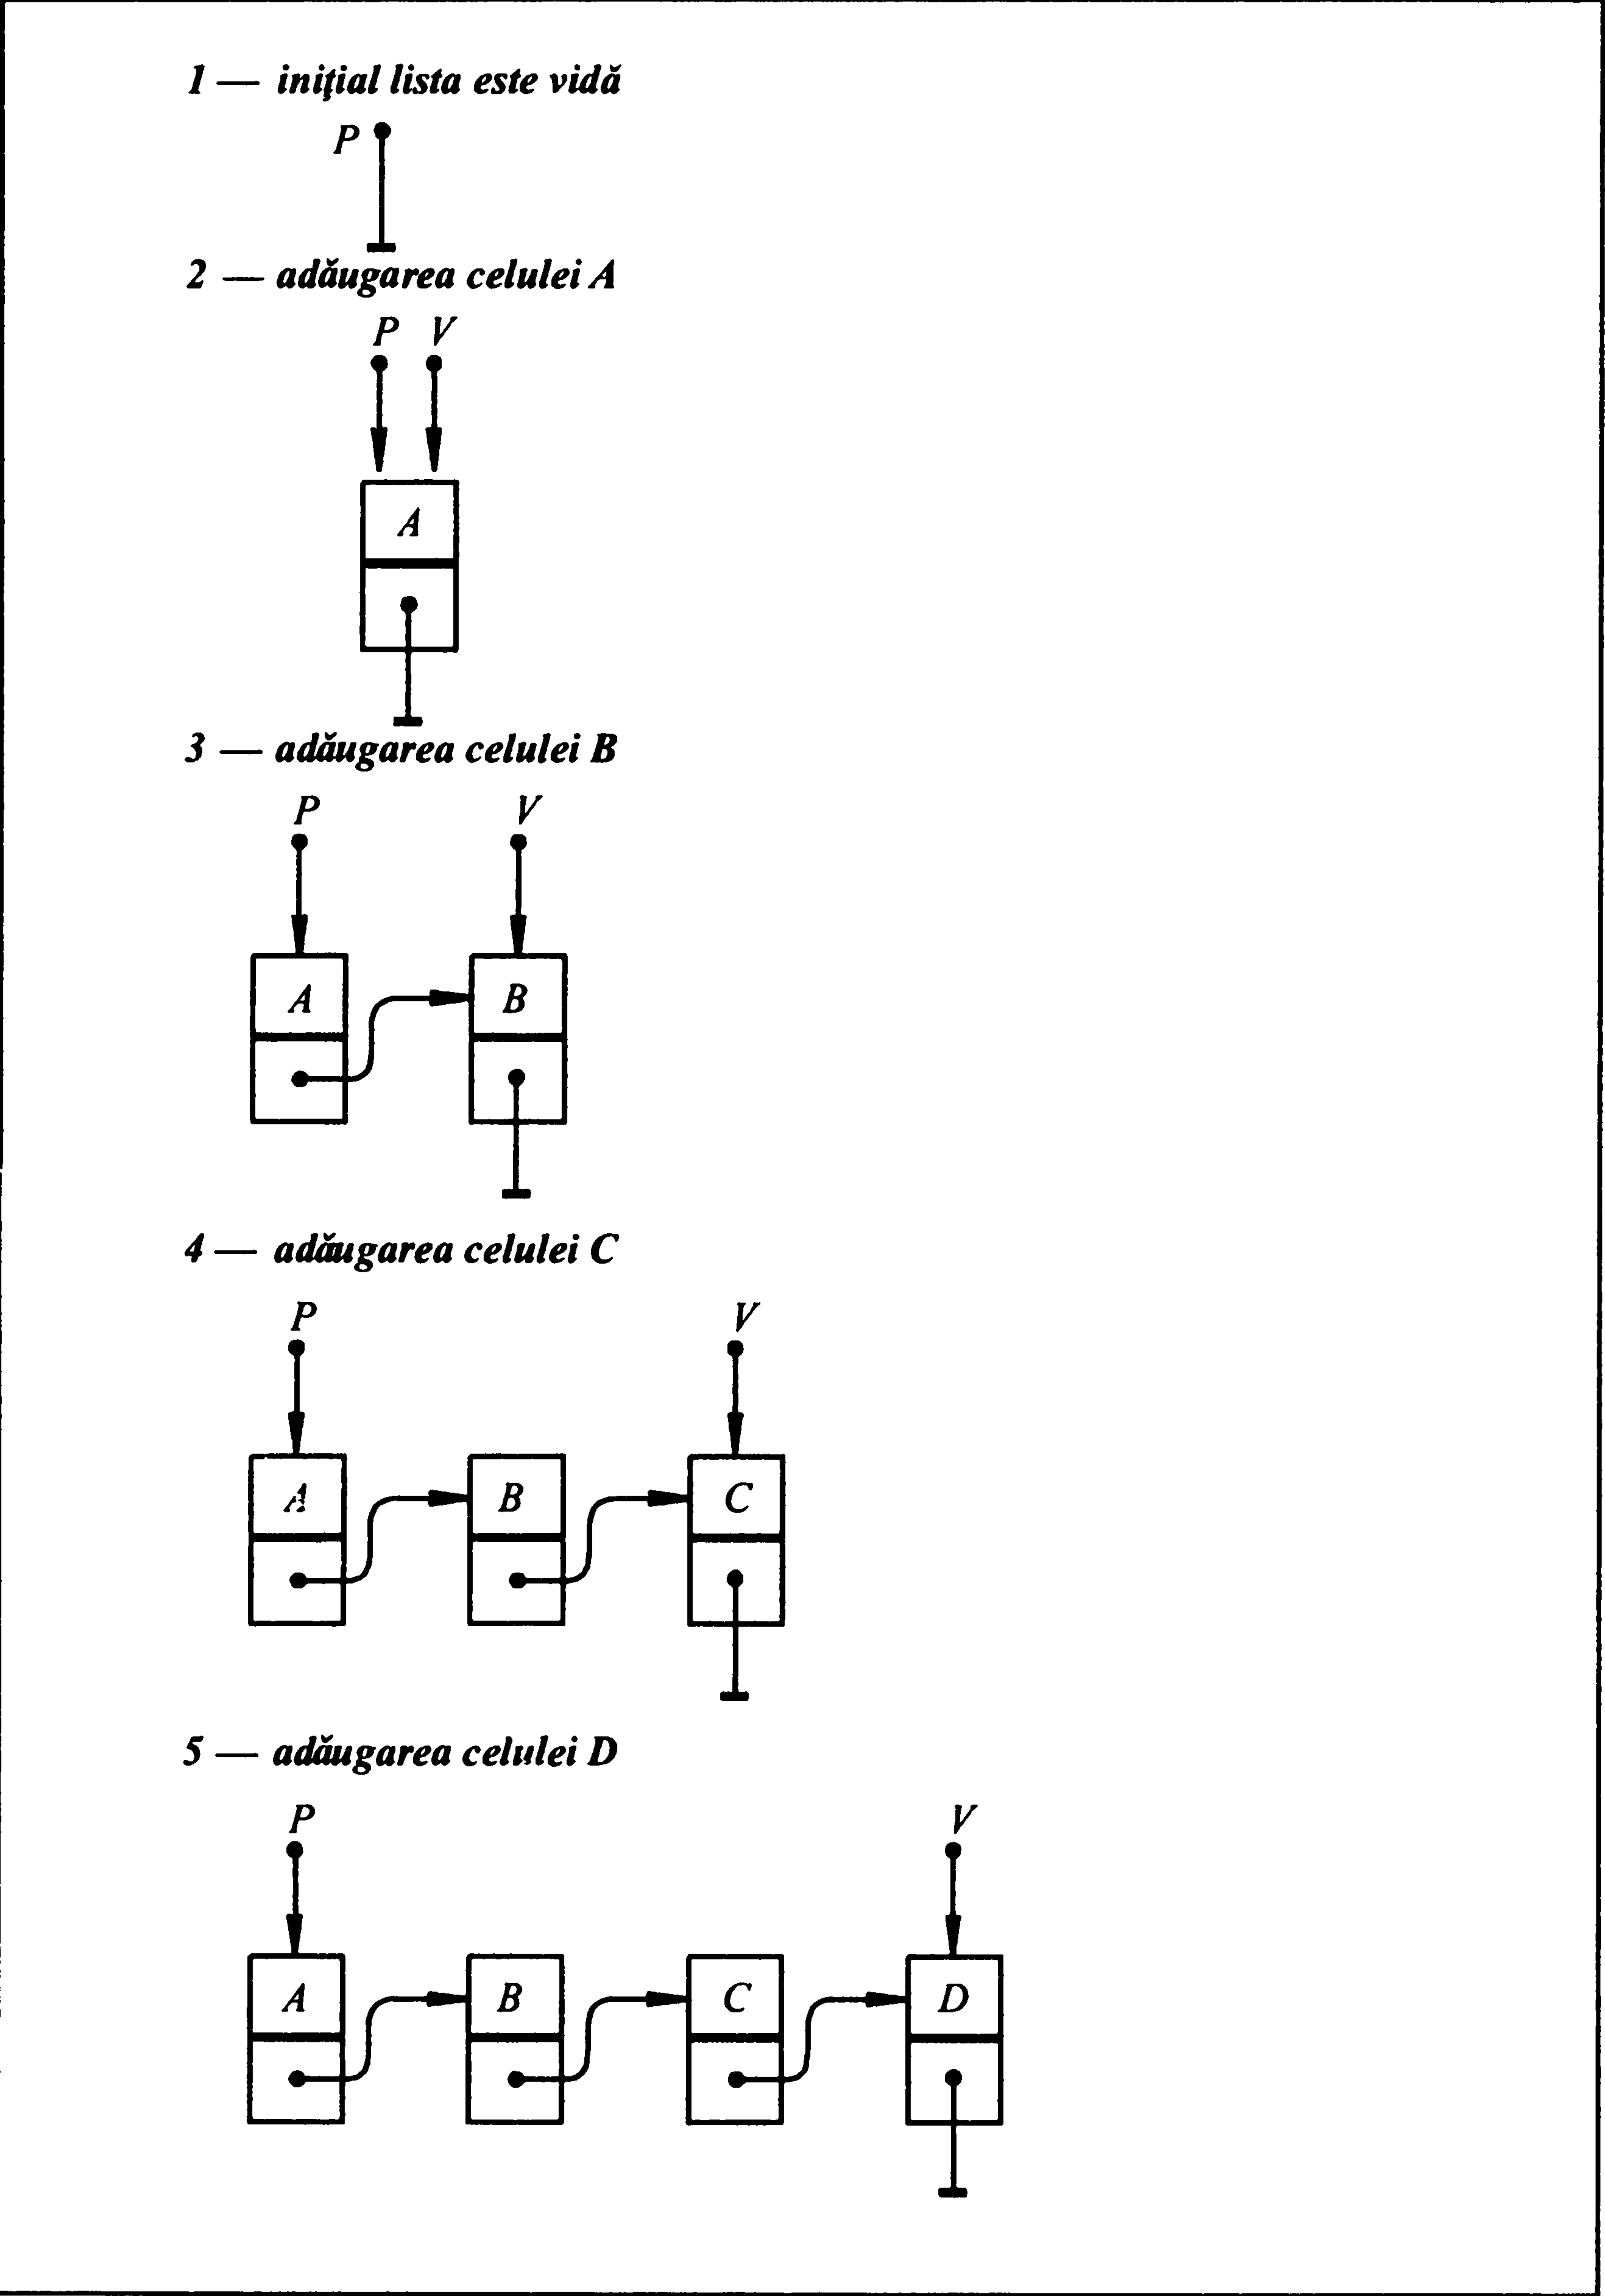 1 — inițial lista este vidă
P
2 — adăugarea celulei A
P V
A
3 — adăugarea celulei B
P V
A B
4 — adăugarea celulei C
P V
A B C
5 — adăugarea celulei D
P V
A B C D